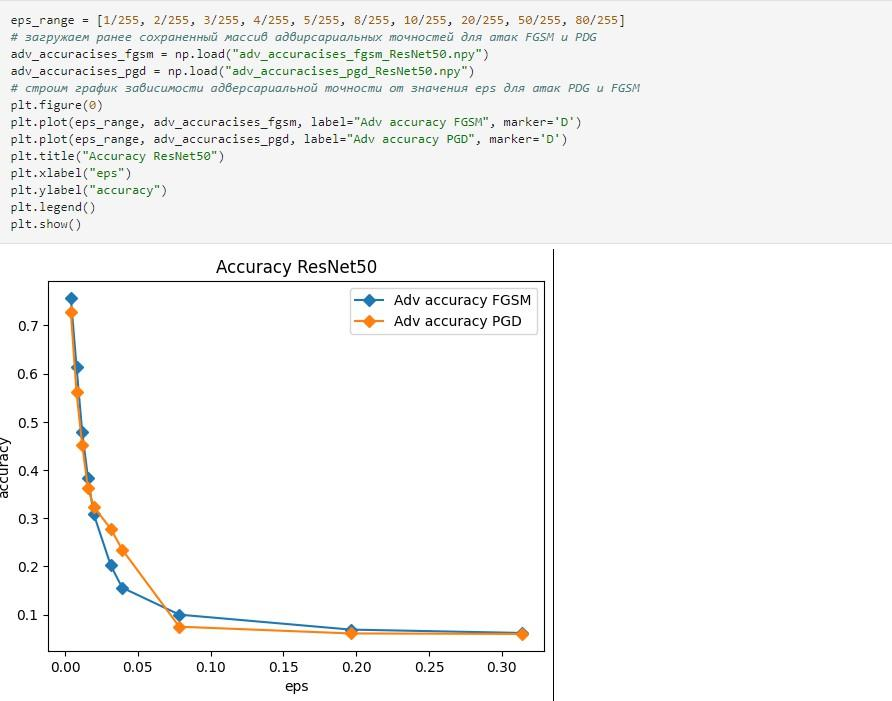 eps_range = [1/255, 2/255, 3/255, 4/255, 5/255, 8/255, 10/255, 20/255, 50/255, 80/255]
# загружаем ранее сохраненный массив адвирсариальных точностей для атак FGSM и PDG
adv_accuracises_fgsm = np.load("adv_accuracises_fgsm_ResNet50.npy")
adv_accuracises_pgd = np.load("adv_accuracises_pgd_ResNet50.npy")
# строим график зависимости адверсариальной точности от значения eps для атак PDG и FGSM
plt.figure(0)
plt.plot(eps_range, adv_accuracises_fgsm, label="Adv accuracy FGSM", marker='D')
plt.plot(eps_range, adv_accuracises_pgd, label="Adv accuracy PGD", marker='D')
plt.title("Accuracy ResNet50")
plt.xlabel("eps")
plt.ylabel("accuracy")
plt.legend()
plt.show()
Accuracy ResNet50
Adv accuracy FGSM
Adv accuracy PGD
0.7
0.6
0.5
0.4
0.3
0.2
0.1
accuracy
0.00 0.05 0.10 0.15 0.20 0.25 0.30
eps